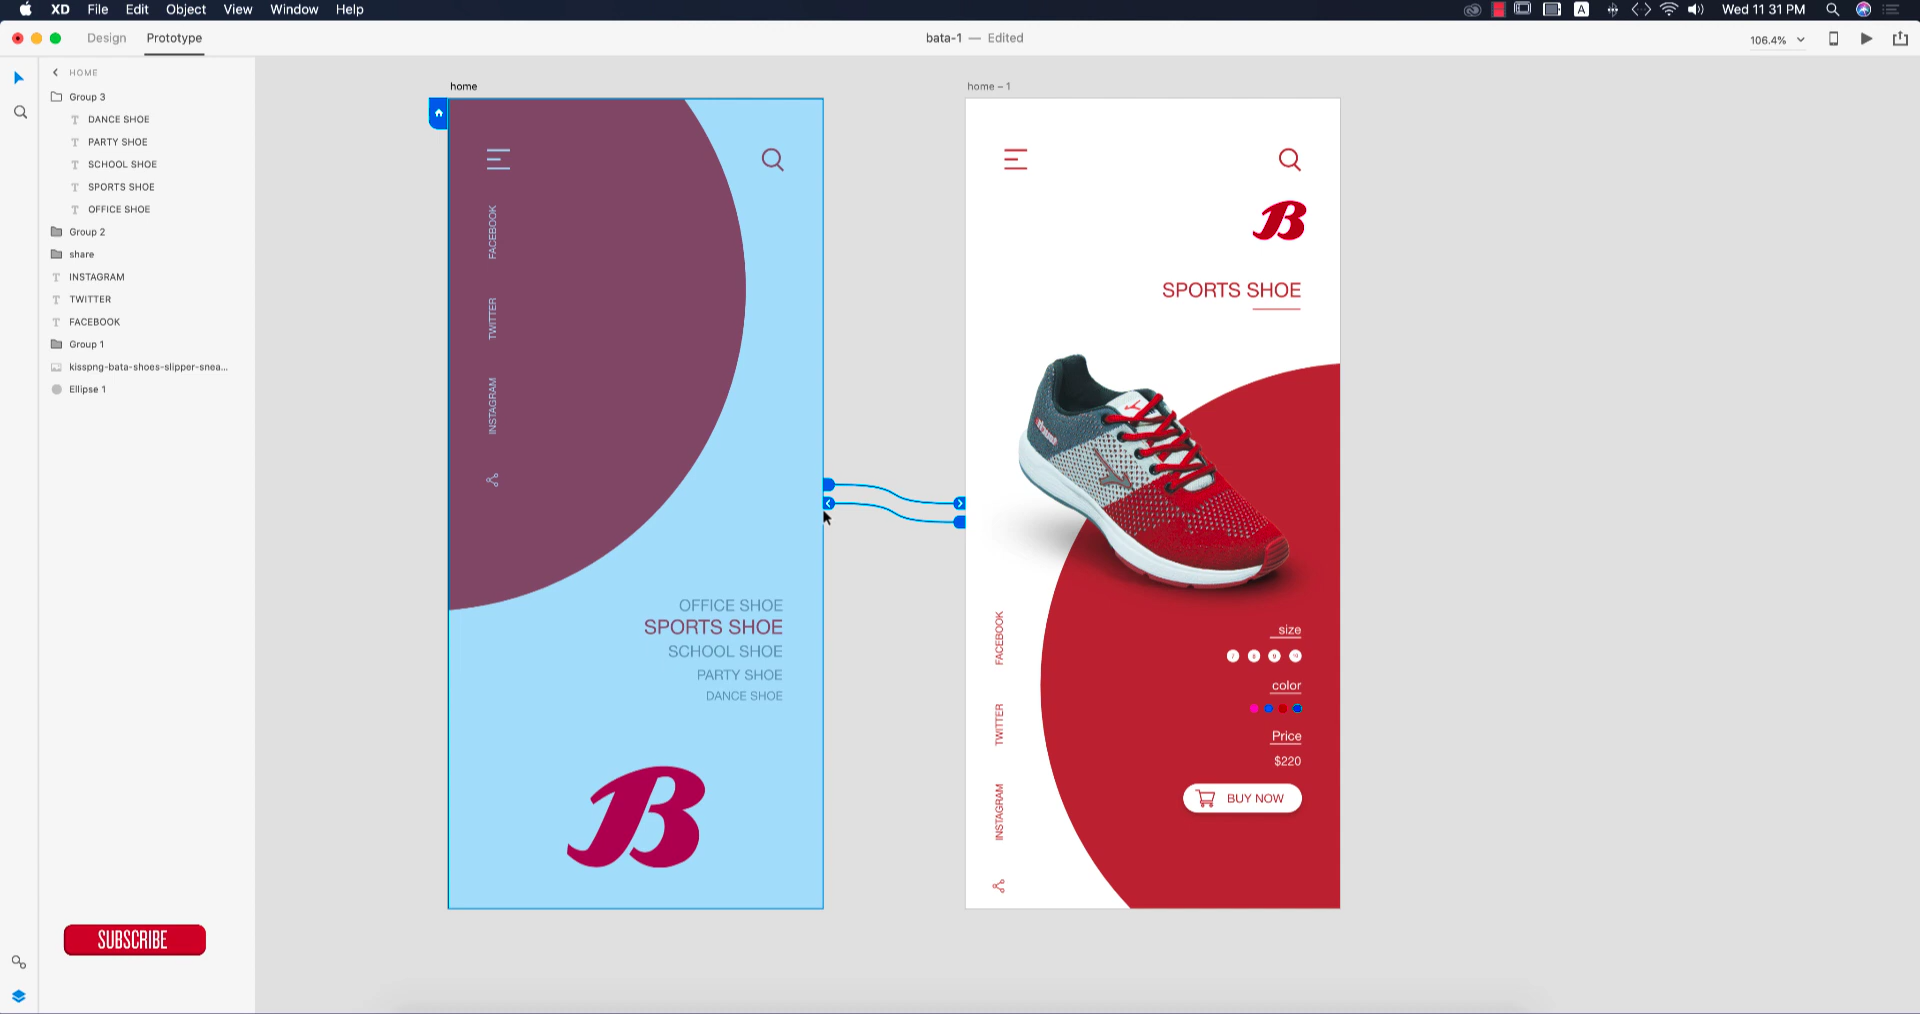 XD File Edit Object View Window Help
A Wed 11 31 PM
Design Prototype
bata-1 — Edited
106.4%
HOME
Group 3
DANCE SHOE
PARTY SHOE
SCHOOL SHOE
SPORTS SHOE
OFFICE SHOE
Group 2
share
INSTAGRAM
TWITTER
FACEBOOK
Group 1
kisspng-bata-shoes-slipper-snea...
Ellipse 1
SUBSCRIBE
home
FACEBOOK
TWITTER
INSTAGRAM
OFFICE SHOE
SPORTS SHOE
SCHOOL SHOE
PARTY SHOE
DANCE SHOE
B
home – 1
B
SPORTS SHOE
FACEBOOK
TWITTER
INSTAGRAM
size
color
Price
$220
BUY NOW